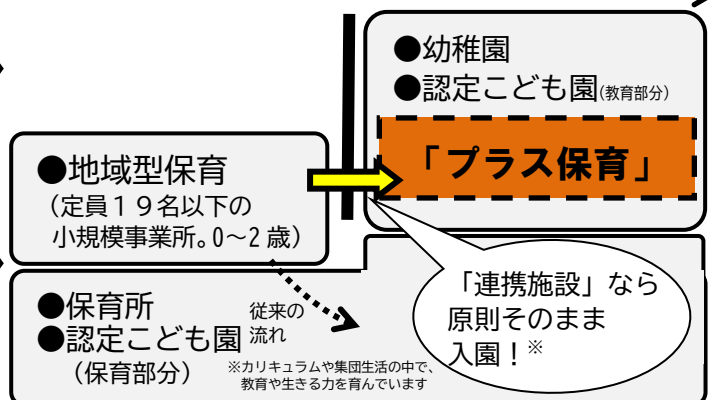 ●幼稚園
●認定こども園(教育部分)
「プラス保育」
●地域型保育
(定員１９名以下の
小規模事業所。0～2歳)
「連携施設」なら
原則そのまま
入園！※
●保育所
●認定こども園
(保育部分)
従来の
流れ
※カリキュラムや集団生活の中で、
教育や生きる力を育んでいます